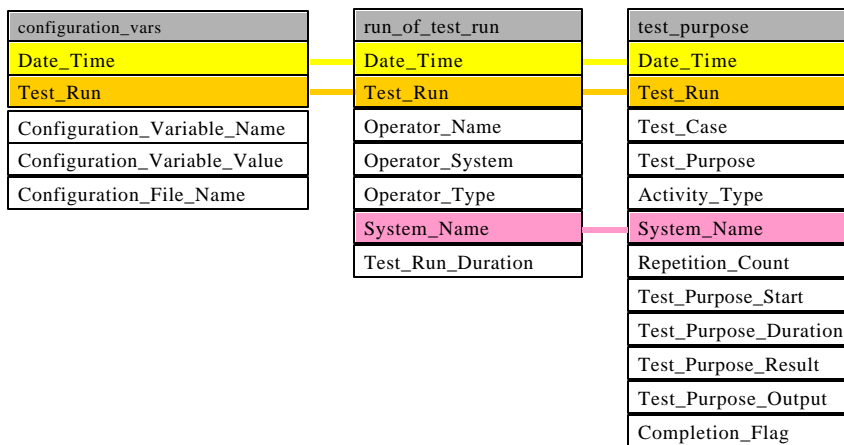 configuration_vars
Date_Time
Test_Run
Configuration_Variable_Name
Configuration_Variable_Value
Configuration_File_Name
run_of_test_run
Date_Time
Test_Run
Operator_Name
Operator_System
Operator_Type
System_Name
Test_Run_Duration
test_purpose
Date_Time
Test_Run
Test_Case
Test_Purpose
Activity_Type
System_Name
Repetition_Count
Test_Purpose_Start
Test_Purpose_Duration
Test_Purpose_Result
Test_Purpose_Output
Completion_Flag